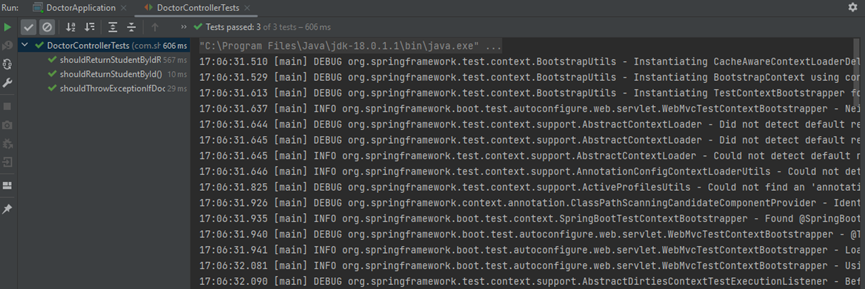 Run: DoctorApplication DoctorControllerTests
Tests passed: 3 of 3 tests – 606 ms
DoctorControllerTests (com.sh 606 ms
shouldReturnStudentByIdR 567 ms
shouldReturnStudentById() 10 ms
shouldThrowExceptionIfDoc 29 ms
"C:\Program Files\Java\jdk-18.0.1.1\bin\java.exe" ...
17:06:31.510 [main] DEBUG org.springframework.test.context.BootstrapUtils - Instantiating CacheAwareContextLoaderDel
17:06:31.529 [main] DEBUG org.springframework.test.context.BootstrapUtils - Instantiating BootstrapContext using con
17:06:31.613 [main] DEBUG org.springframework.test.context.BootstrapUtils - Instantiating TestContextBootstrapper fo
17:06:31.637 [main] INFO org.springframework.boot.test.autoconfigure.web.servlet.WebMvcTestContextBootstrapper - Nei
17:06:31.644 [main] DEBUG org.springframework.test.context.support.AbstractContextLoader - Did not detect default re
17:06:31.645 [main] DEBUG org.springframework.test.context.support.AbstractContextLoader - Did not detect default re
17:06:31.645 [main] INFO org.springframework.test.context.support.AbstractContextLoader - Could not detect default r
17:06:31.646 [main] INFO org.springframework.test.context.support.AnnotationConfigContextLoaderUtils - Could not det
17:06:31.825 [main] DEBUG org.springframework.test.context.support.ActiveProfilesUtils - Could not find an 'annotati
17:06:31.926 [main] DEBUG org.springframework.context.annotation.ClassPathScanningCandidateComponentProvider - Ident
17:06:31.935 [main] INFO org.springframework.boot.test.context.SpringBootTestContextBootstrapper - Found @SpringBoot
17:06:31.940 [main] DEBUG org.springframework.boot.test.autoconfigure.web.servlet.WebMvcTestContextBootstrapper - @T
17:06:31.941 [main] INFO org.springframework.boot.test.autoconfigure.web.servlet.WebMvcTestContextBootstrapper - Loa
17:06:32.081 [main] INFO org.springframework.boot.test.autoconfigure.web.servlet.WebMvcTestContextBootstrapper - Usi
17:06:32.090 [main] DEBUG org.springframework.test.context.support.AbstractDirtiesContextTestExecutionListener - Bef